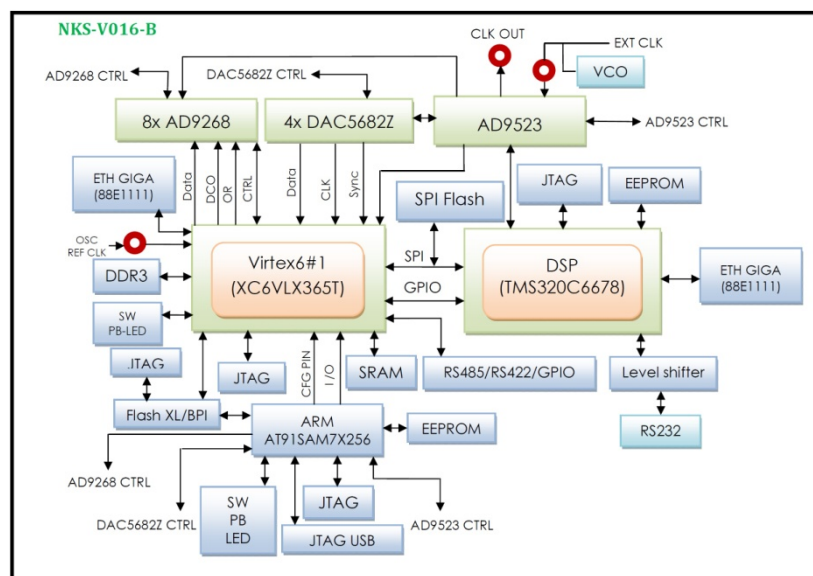 NKS-V016-B
CLK OUT
EXT CLK
VCO
AD9268 CTRL
DAC5682Z CTRL
8x AD9268
4x DAC5682Z
AD9523
AD9523 CTRL
ETH GIGA
(88E1111)
Data
DCO
OR
CTRL
Data
CLK
Sync
SPI Flash
JTAG
EEPROM
OSC
REF CLK
Virtex6#1
(XC6VLX365T)
SPI
GPIO
DSP
(TMS320C6678)
ETH GIGA
(88E1111)
DDR3
SW
PB-LED
.ITAG
JTAG
CFG PIN
I/O
SRAM
RS485/RS422/GPIO
Level shifter
Flash XL/BPI
ARM
AT91SAM7X256
EEPROM
RS232
AD9268 CTRL
DAC5682Z CTRL
SW
PB
LED
JTAG
JTAG USB
AD9523 CTRL